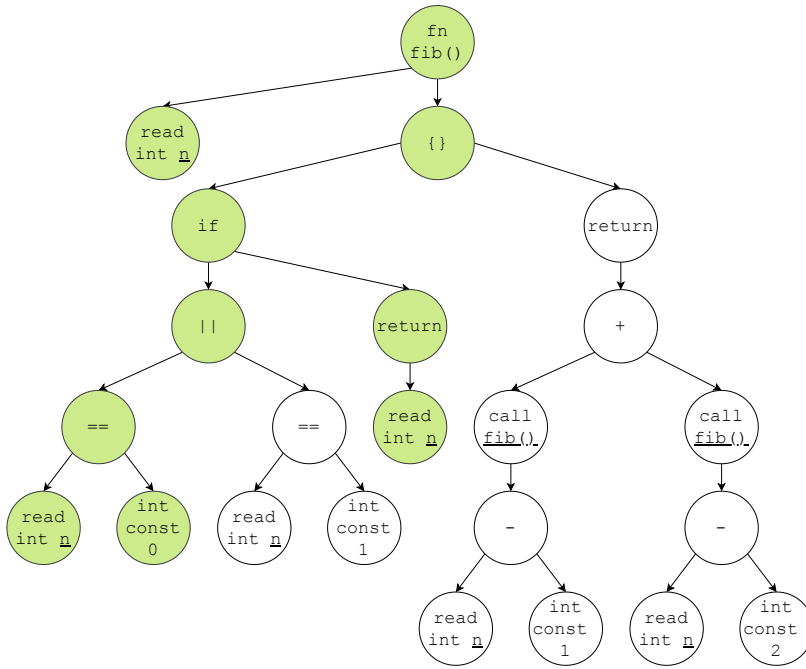 fn
fib()
read
int n
{}
if
return
||
return
+
==
==
read
int n
call
fib()
call
fib()
read
int n
int
const
0
read
int n
int
const
1
-
-
read
int n
int
const
1
read
int n
int
const
2